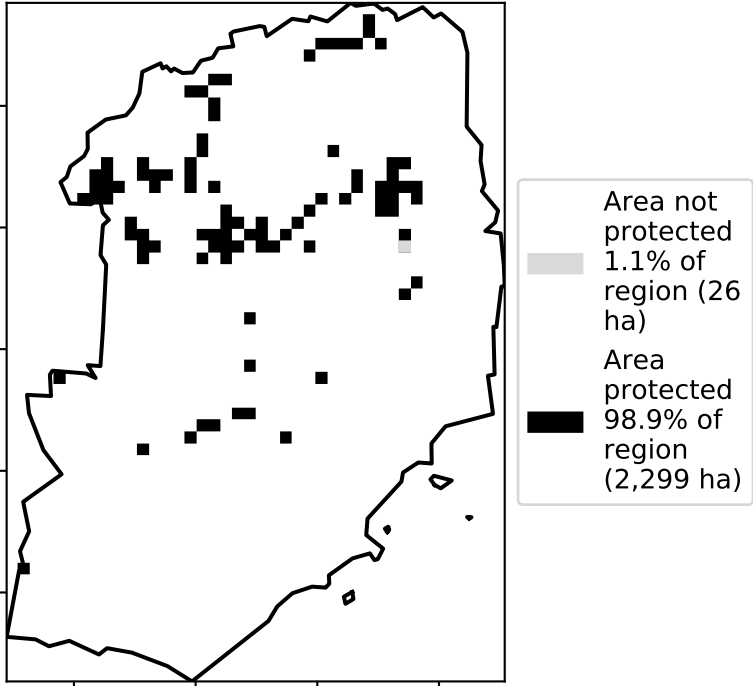 Area not
protected
1.1% of
region (26
ha)
Area
protected
98.9% of
region
(2,299 ha)